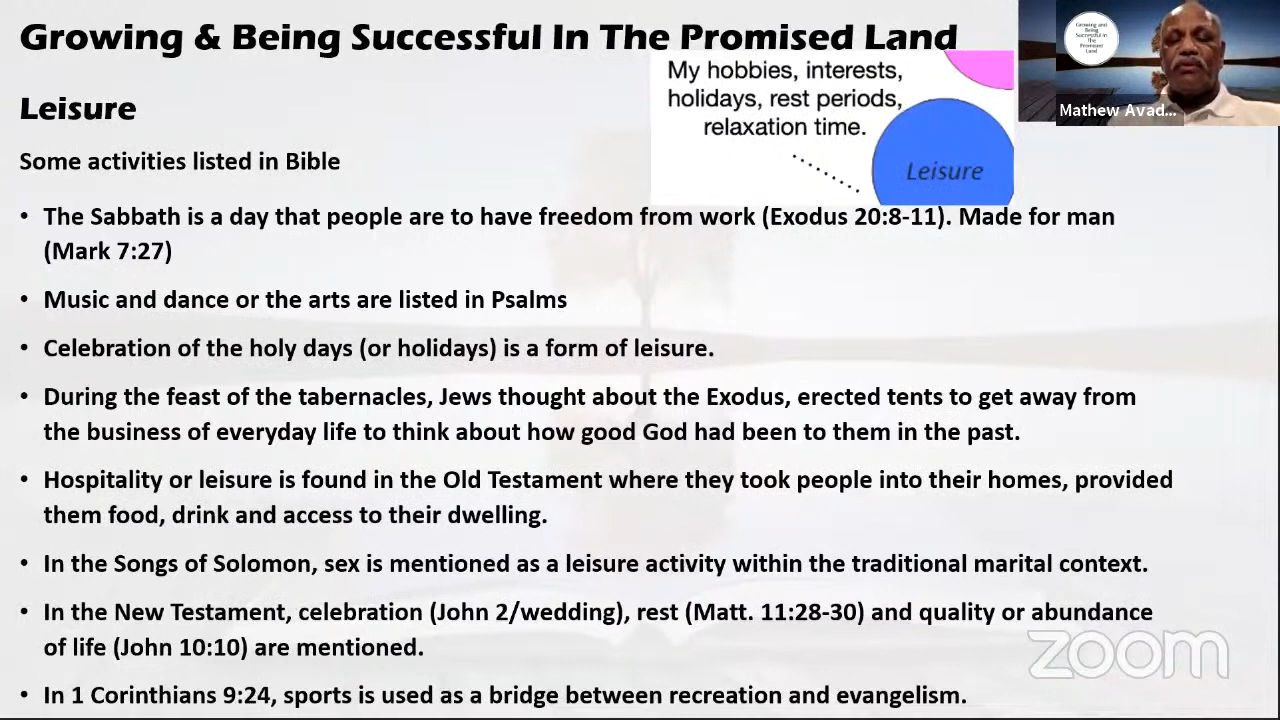 Growing & Being Successful In The Promised Land
My hobbies, interests,
holidays, rest periods,
relaxation time.
Leisure
Growing and
Being
Successful In
The
Promised
Land
Mathew Avad...
Leisure
Some activities listed in Bible
• The Sabbath is a day that people are to have freedom from work (Exodus 20:8-11). Made for man
(Mark 7:27)
• Music and dance or the arts are listed in Psalms
• Celebration of the holy days (or holidays) is a form of leisure.
• During the feast of the tabernacles, Jews thought about the Exodus, erected tents to get away from
the business of everyday life to think about how good God had been to them in the past.
• Hospitality or leisure is found in the Old Testament where they took people into their homes, provided
them food, drink and access to their dwelling.
• In the Songs of Solomon, sex is mentioned as a leisure activity within the traditional marital context.
• In the New Testament, celebration (John 2/wedding), rest (Matt. 11:28-30) and quality or abundance
of life (John 10:10) are mentioned.
• In 1 Corinthians 9:24, sports is used as a bridge between recreation and evangelism.
zoom